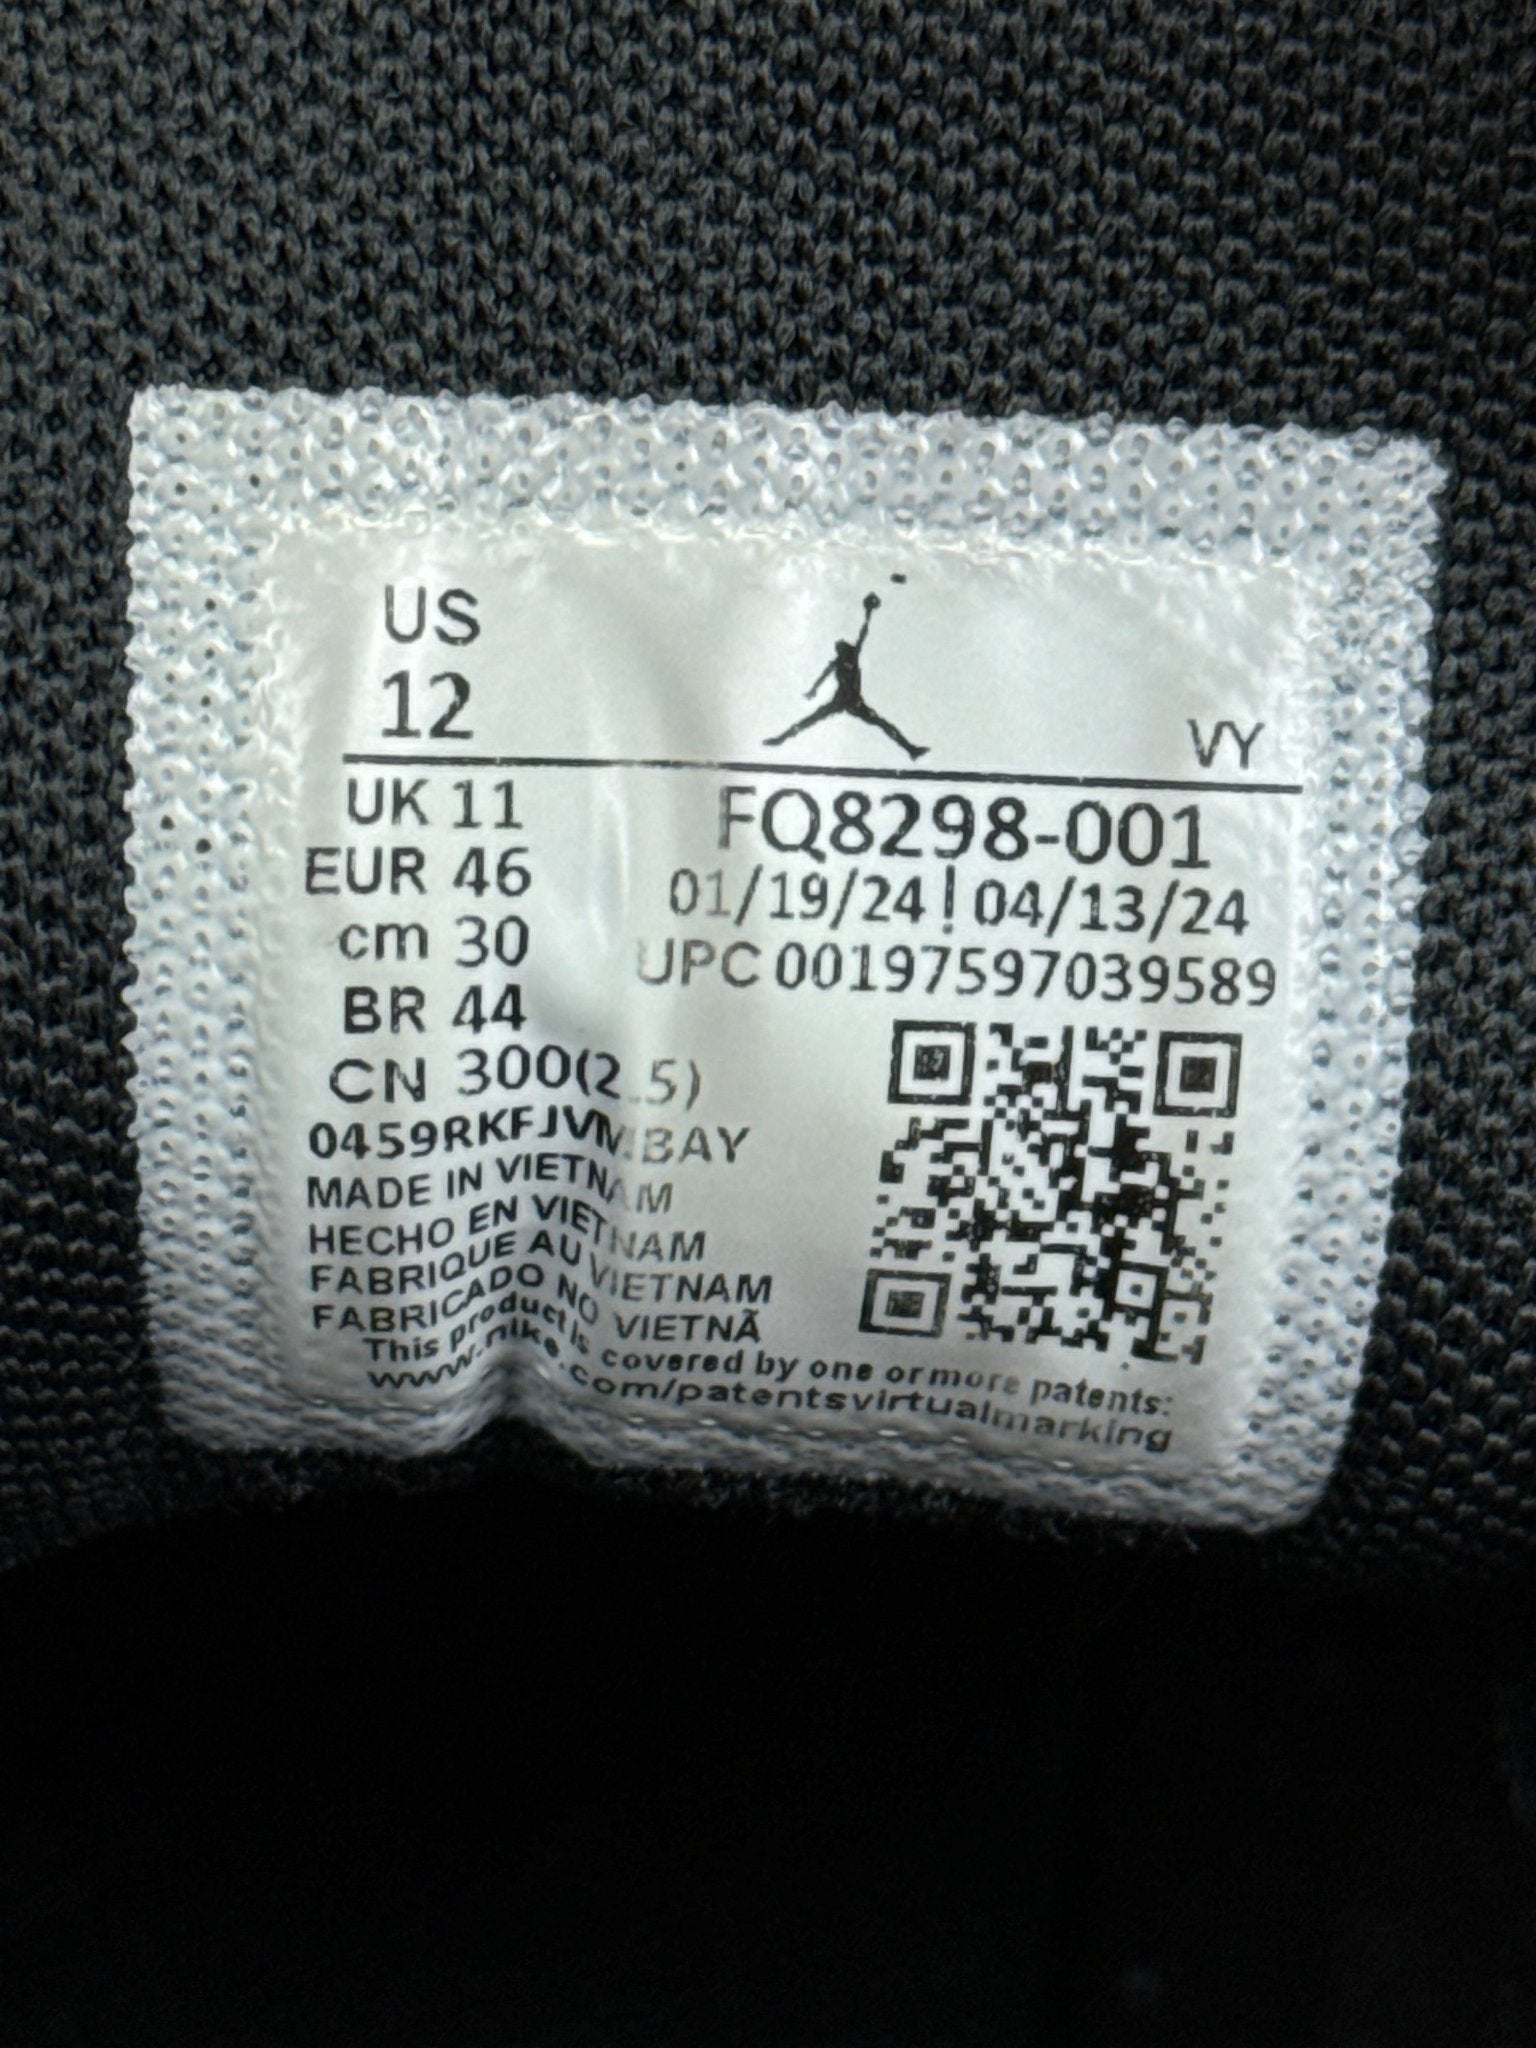 US
12
VY
UK 11
EUR 46
cm 30
BR 44
CN 300(2.5)
FQ8298-001
01/19/24 | 04/13/24
UPC 00197597039589
0459RKFJVMBAY
MADE IN VIETNAM
HECHO EN VIETNAM
FABRIQUE AU VIETNAM
FABRICADO NO VIETNÃ
This product is covered by one or more patents:
www.nike.com/patentsvirtualmarking